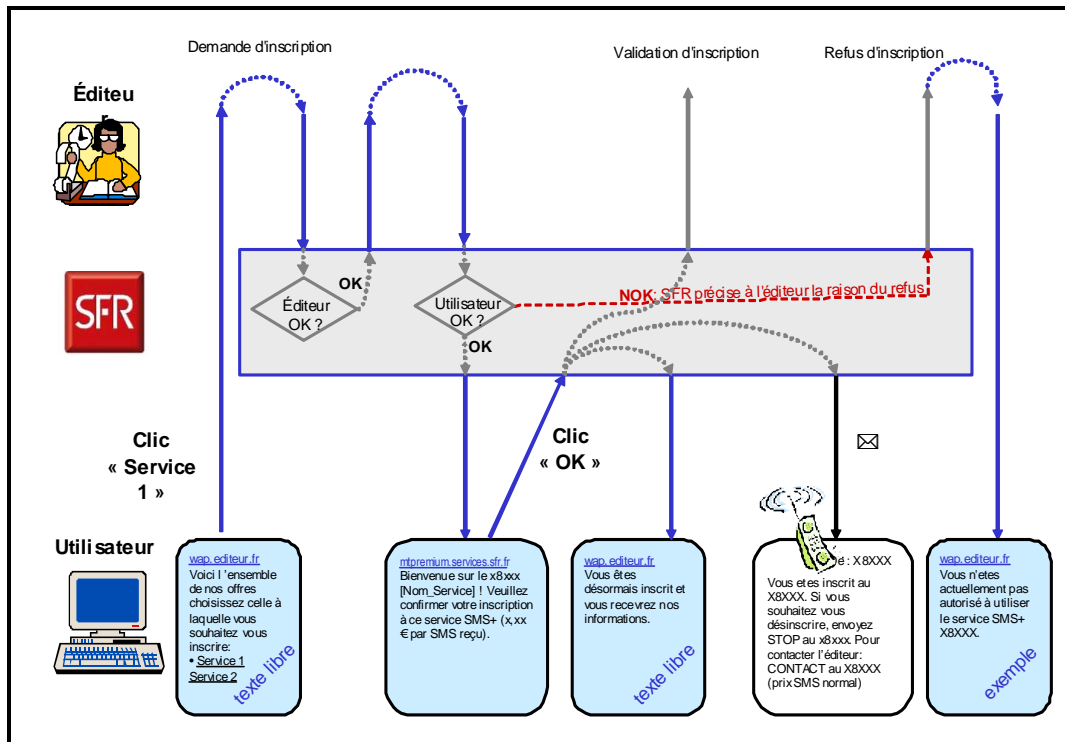 Demande d'inscription
Validation d'inscription
Refus d'inscription
Éditeu
r
SFR
Éditeur
OK ?
OK
Utilisateur
OK ?
OK
NOK: SFR précise à l'éditeur la raison du refus
Clic
« Service
1 »
Clic
« OK »
Utilisateur
wap.editeur.fr
Voici l 'ensemble
de nos offres
choisissez celle à
laquelle vous
souhaitez vous
inscrire:
• Service 1
Service 2
texte libre
mtpremium.services.sfr.fr
Bienvenue sur le x8xxx
[Nom_Service] ! Veuillez
confirmer votre inscription
à ce service SMS+ (x,xx
€ par SMS reçu).
wap.editeur.fr
Vous êtes
désormais inscrit et
vous recevrez nos
informations.
texte libre
: X8XXX
Vous etes inscrit au
X8XXX. Si vous
souhaitez vous
désinscrire, envoyez
STOP au x8xxx. Pour
contacter l'éditeur:
CONTACT au X8XXX
(prix SMS normal)
wap.editeur.fr
Vous n'etes
actuellement pas
autorisé à utiliser
le service SMS+
X8XXX.
exemple